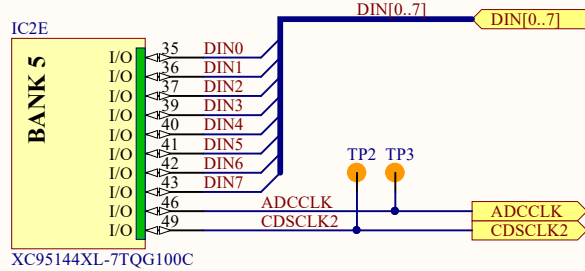 DIN[0..7] DIN[0..7]
IC2E
BANK 5
I/O 35 DIN0
I/O 36 DIN1
I/O 37 DIN2
I/O 39 DIN3
I/O 40 DIN4
I/O 41 DIN5
I/O 42 DIN6
I/O 43 DIN7
TP2 TP3
I/O 46 ADCCLK ADCCLK
I/O 49 CDSCLK2 CDSCLK2
XC95144XL-7TQG100C